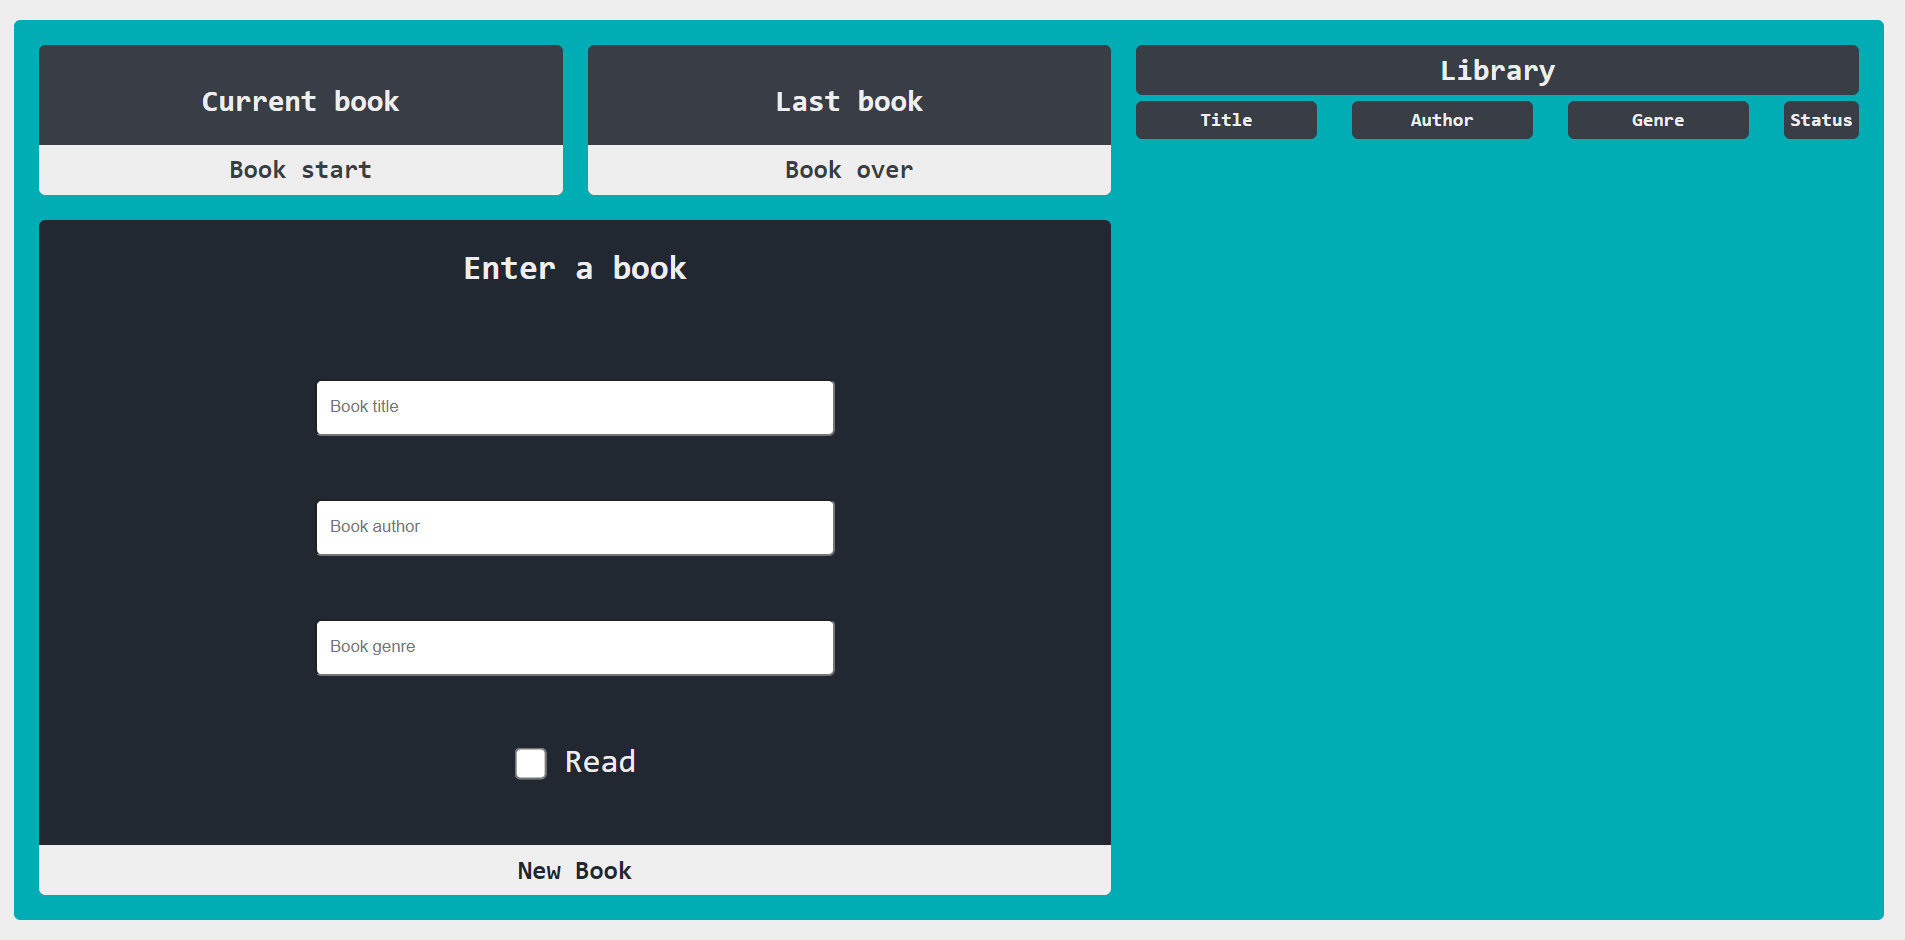 Current book
Book start
Last book
Book over
Enter a book
Book title
Book author
Book genre
Read
New Book
Library
Title Author Genre Status